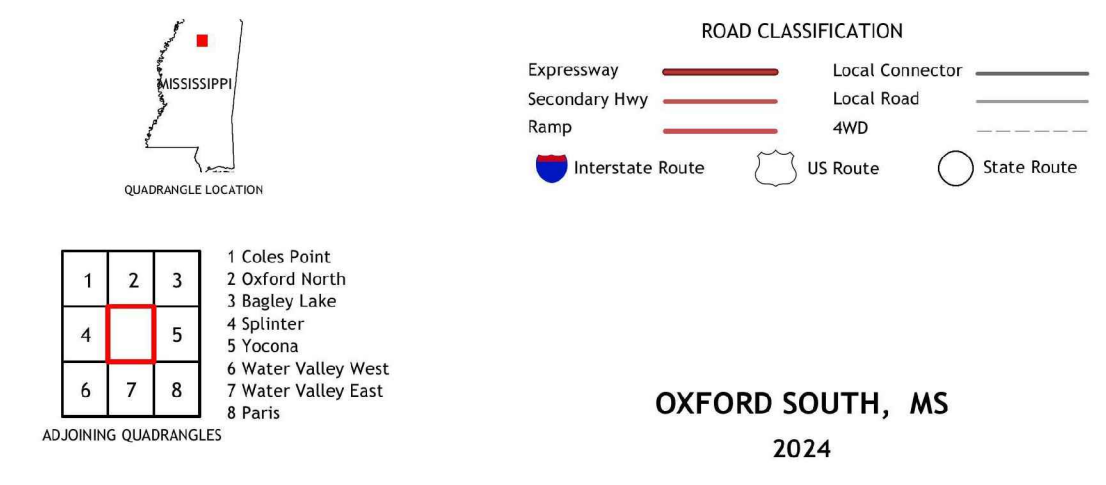 MISSISSIPPI
QUADRANGLE LOCATION
ROAD CLASSIFICATION
Expressway
Local Connector
Secondary Hwy
Local Road
Ramp
4WD
Interstate Route
US Route
State Route
1 2 3
4 5
6 7 8
ADJOINING QUADRANGLES
1 Coles Point
2 Oxford North
3 Bagley Lake
4 Splinter
5 Yocona
6 Water Valley West
7 Water Valley East
8 Paris
OXFORD SOUTH, MS
2024